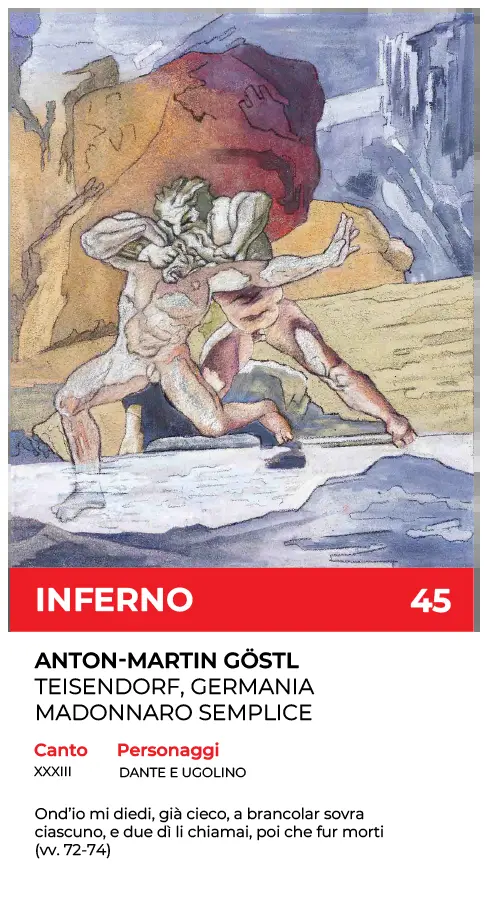 INFERNO 45
ANTON-MARTIN GÖSTL
TEISENDORF, GERMANIA
MADONNARO SEMPLICE
Canto Personaggi
XXXIII DANTE E UGOLINO
Ond’io mi diedi, già cieco, a brancolar sovra
ciascuno, e due dì li chiamai, poi che fur morti
(vv. 72-74)